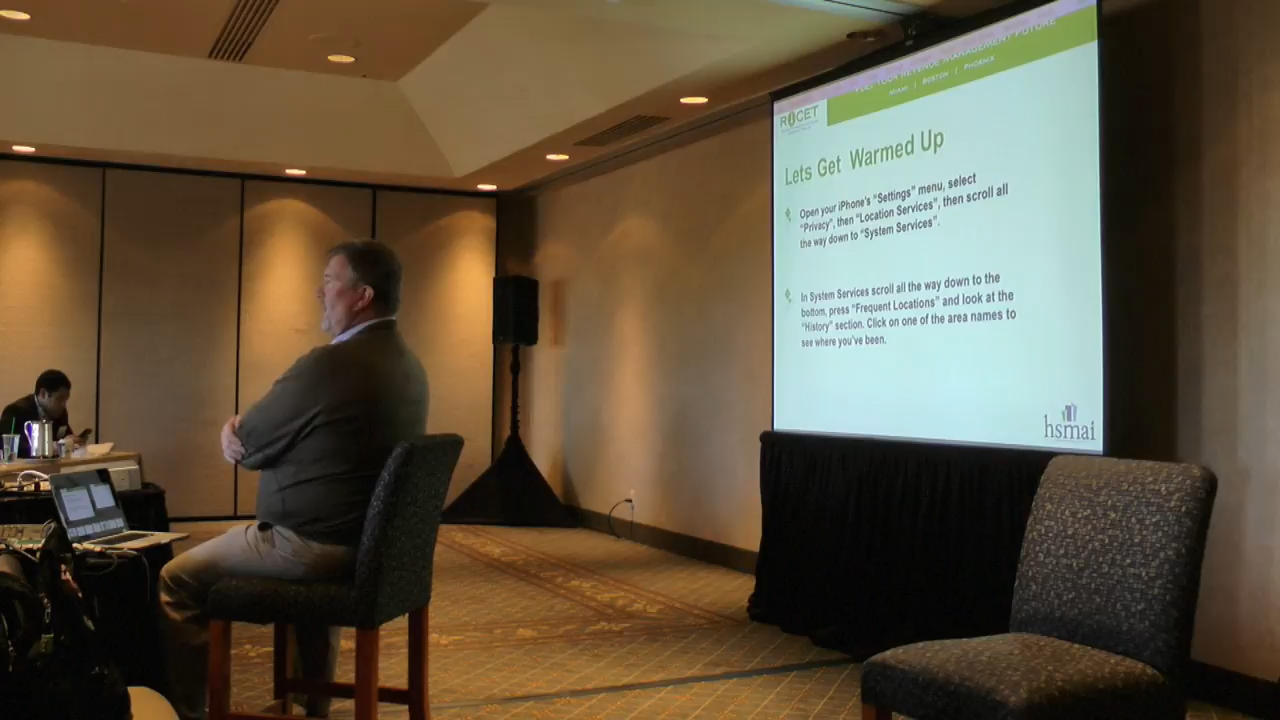 FUEL YOUR REVENUE MANAGEMENT FUTURE
MIAMI | BOSTON | PHOENIX
ROCET
Lets Get Warmed Up
Open your iPhone's “Settings” menu, select
“Privacy”, then “Location Services”, then scroll all
the way down to “System Services”.
In System Services scroll all the way down to the
bottom, press “Frequent Locations” and look at the
“History” section. Click on one of the area names to
see where you've been.
hsmai